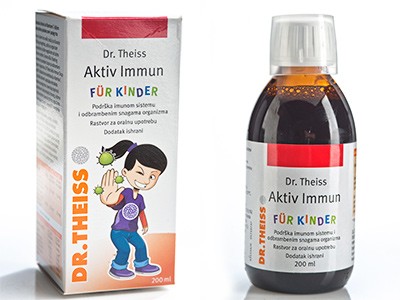 Dr. Theiss
Aktiv Immun
FÜR KINDER
Podrška imunom sistemu
i odbrambenim snagama organizma
Rastvor za oralnu upotrebu
Dodatak ishrani
DR.THEISS
200 ml
Dr. Theiss
Aktiv Immun
FÜR KINDER
Podrška imunom sistemu i
odbrambenim snagama organizma
Rastvor za oralnu upotrebu
Dodatak ishrani
200 ml
DR.THEISS